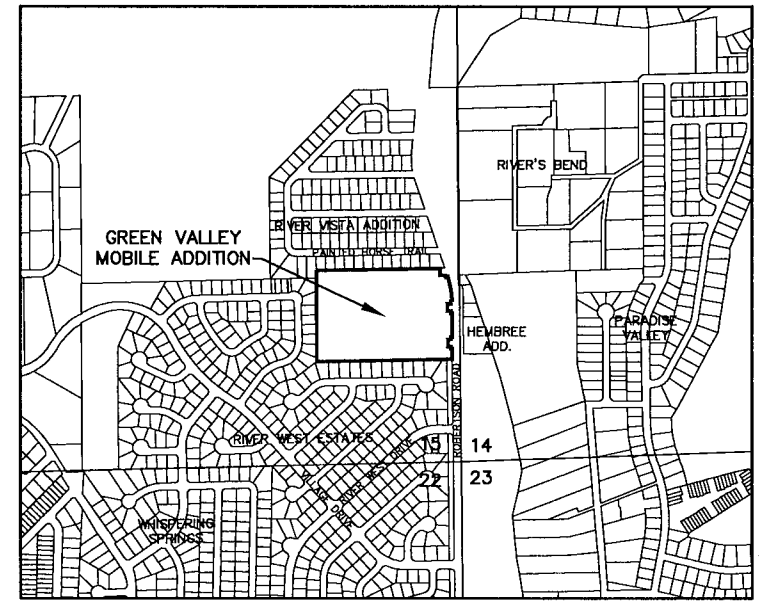 RIVER'S BEND
RIVER VISTA ADDITION
GREEN VALLEY
MOBILE ADDITION
PAINTED HORSE TRAIL
HEMBREE
ADD.
PARADISE
VALLEY
ROBERTSON ROAD
RIVER WEST ESTATES
15 14
22 23
RIVER WEST DRIVE
VILLAGE DRIVE
WHISPERING
SPRINGS